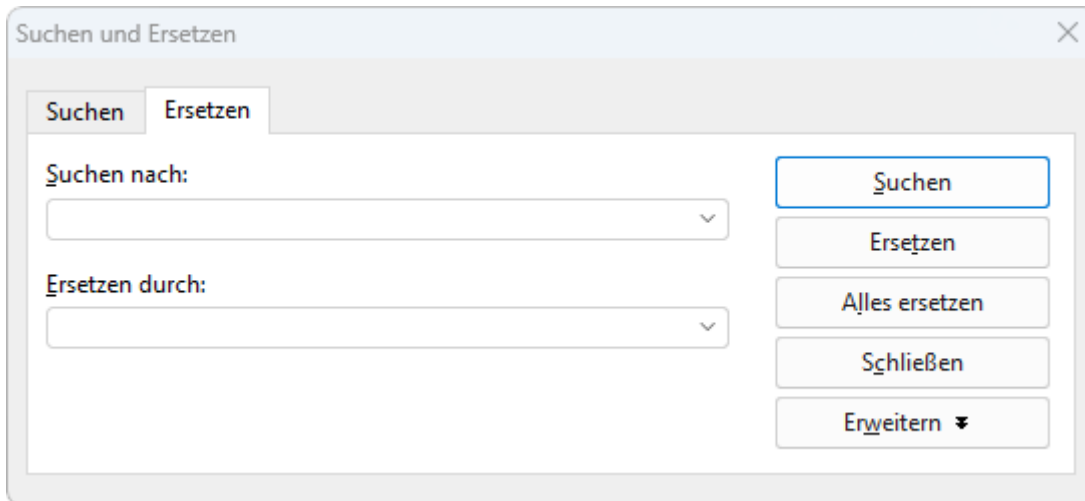 Suchen und Ersetzen
Suchen
Ersetzen
Suchen nach:
Ersetzen durch:
Suchen
Ersetzen
Alles ersetzen
Schließen
Erweitern